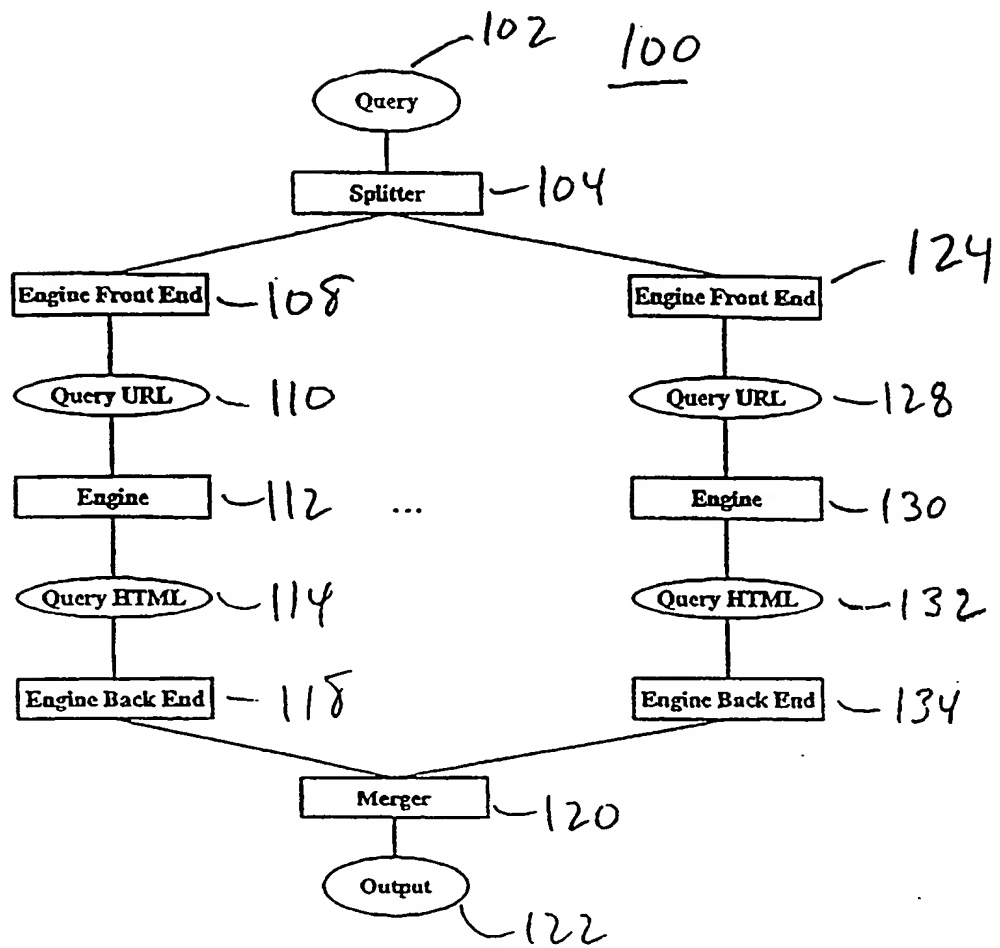 102
100
Query
Splitter
104
124
Engine Front End
108
Engine Front End
Query URL
110
Query URL
128
Engine
112
...
Engine
130
Query HTML
114
Query HTML
132
Engine Back End
118
Engine Back End
134
Merger
120
Output
122